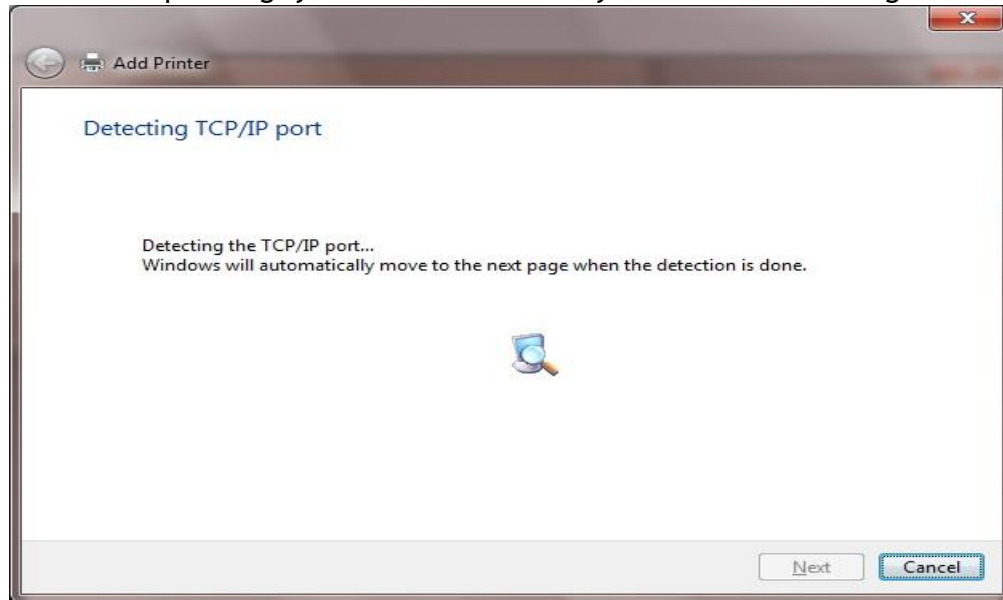 Add Printer
Detecting TCP/IP port
Detecting the TCP/IP port...
Windows will automatically move to the next page when the detection is done.
Next Cancel